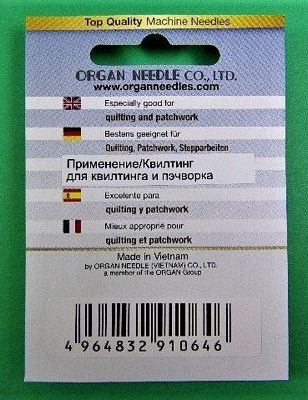 Top Quality Machine Needles
ORGAN NEEDLE CO., LTD.
www.organneedles.com
Especially good for
quilting and patchwork
Bestens geeignet für
Quilting, Patchwork, Stepparbeiten
Применение/Квилтинг
для квилтинга и пэчворка
Excelente para
quilting y patchwork
Mieux approprié pour
quilting et patchwork
Made in Vietnam
by ORGAN NEEDLE (VIETNAM) CO., LTD.
a member of the ORGAN Group
4 964832 910646